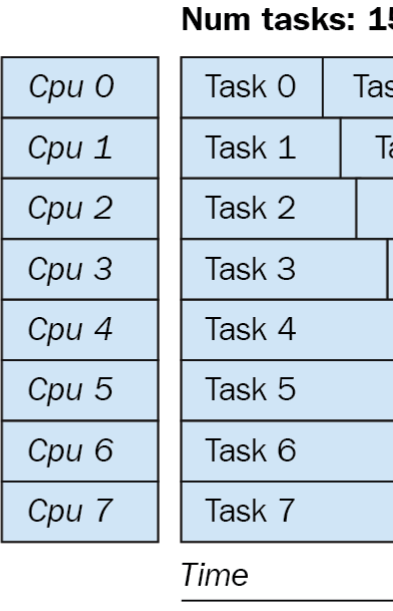 Num tasks: 15
Cpu 0 Task 0
Cpu 1 Task 1
Cpu 2 Task 2
Cpu 3 Task 3
Cpu 4 Task 4
Cpu 5 Task 5
Cpu 6 Task 6
Cpu 7 Task 7
Time